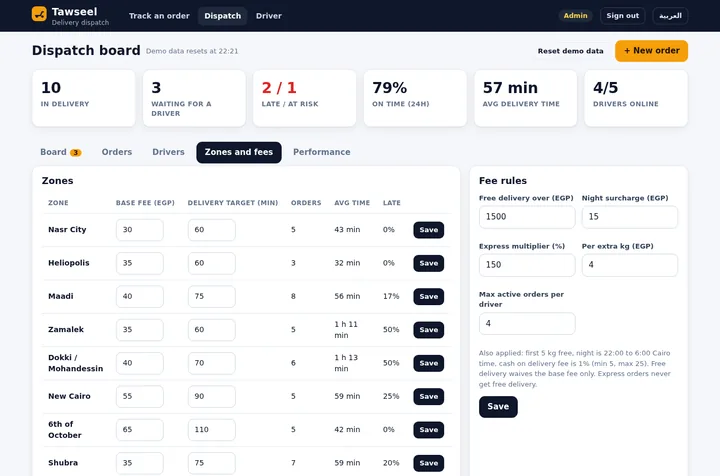 Tawseel
Delivery dispatch
Track an order
Dispatch
Driver
Admin
Sign out
العربية
Dispatch board
Demo data resets at 22:21
Reset demo data
+ New order
10
IN DELIVERY
3
WAITING FOR A
DRIVER
2 / 1
LATE / AT RISK
79%
ON TIME (24H)
57 min
AVG DELIVERY TIME
4/5
DRIVERS ONLINE
Board 3
Orders
Drivers
Zones and fees
Performance
Zones
ZONE BASE FEE (EGP) DELIVERY TARGET (MIN) ORDERS AVG TIME LATE
Nasr City 30 60 5 43 min 0% Save
Heliopolis 35 60 3 32 min 0% Save
Maadi 40 75 8 56 min 17% Save
Zamalek 35 60 5 1 h 11
min 50% Save
Dokki /
Mohandessin 40 70 6 1 h 13
min 50% Save
New Cairo 55 90 5 59 min 25% Save
6th of
October 65 110 5 42 min 0% Save
Shubra 35 75 7 59 min 20% Save
Fee rules
Free delivery over (EGP) Night surcharge (EGP)
1500 15
Express multiplier (%) Per extra kg (EGP)
150 4
Max active orders per
driver
4
Also applied: first 5 kg free, night is 22:00 to 6:00 Cairo
time, cash on delivery fee is 1% (min 5, max 25). Free
delivery waives the base fee only. Express orders never
get free delivery.
Save